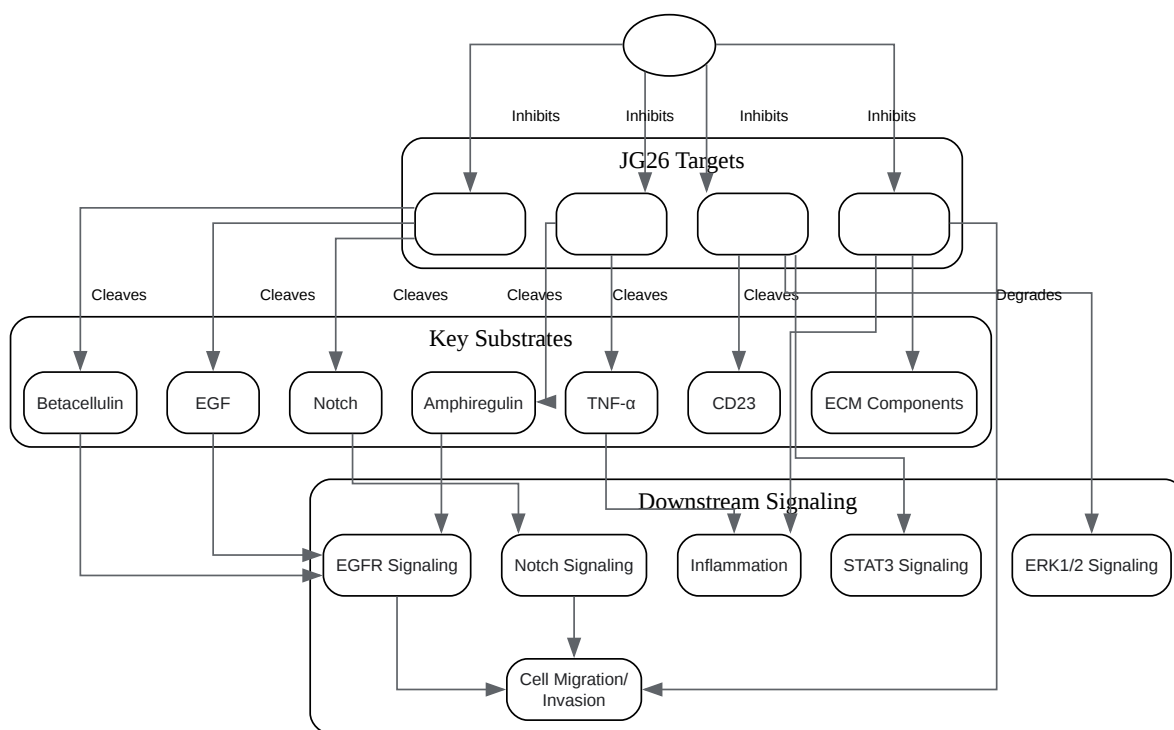 Inhibits
Inhibits
Inhibits
Inhibits
JG26 Targets
Cleaves
Cleaves
Cleaves
Cleaves
Cleaves
Cleaves
Degrades
Key Substrates
Betacellulin
EGF
Notch
Amphiregulin
TNF-α
CD23
ECM Components
Downstream Signaling
EGFR Signaling
Notch Signaling
Inflammation
STAT3 Signaling
ERK1/2 Signaling
Cell Migration/
Invasion